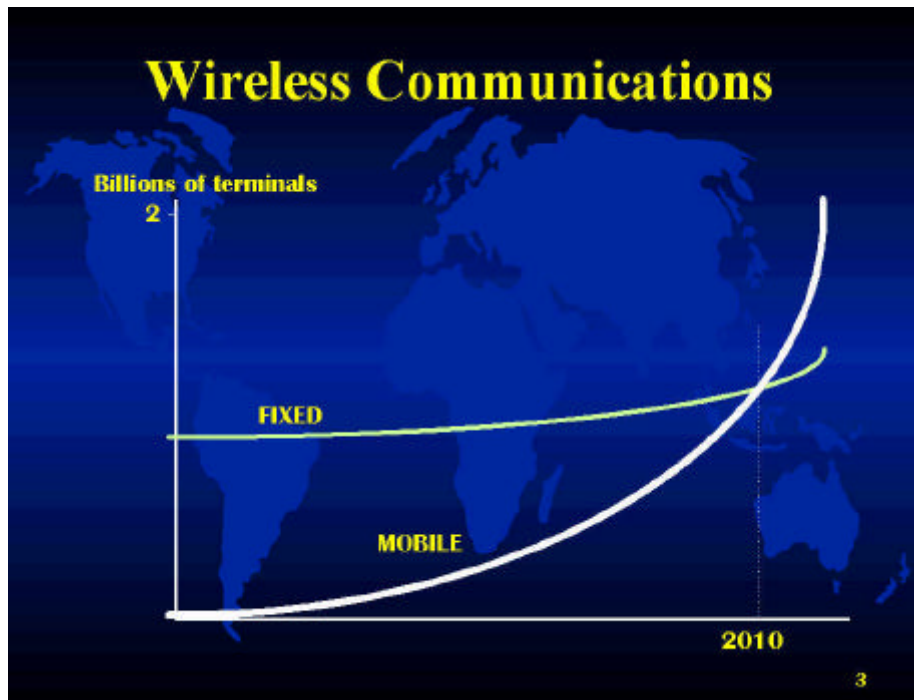 Wireless Communications
Billions of terminals
2
FIXED
MOBILE
2010
3